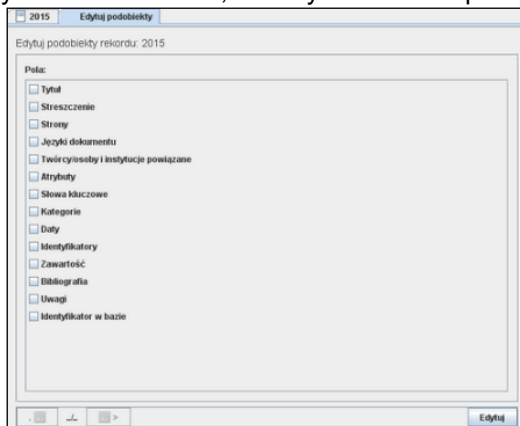 2015 Edytuj podobiekty
Edytuj podobiekty rekordu: 2015
Pola:
Tytuł
Streszczenie
Strony
Języki dokumentu
Twórcy/osoby i instytucje powiązane
Atrybuty
Słowa kluczowe
Kategorie
Daty
Identyfikatory
Zawartość
Bibliografia
Uwagi
Identyfikator w bazie
-/- > Edytuj